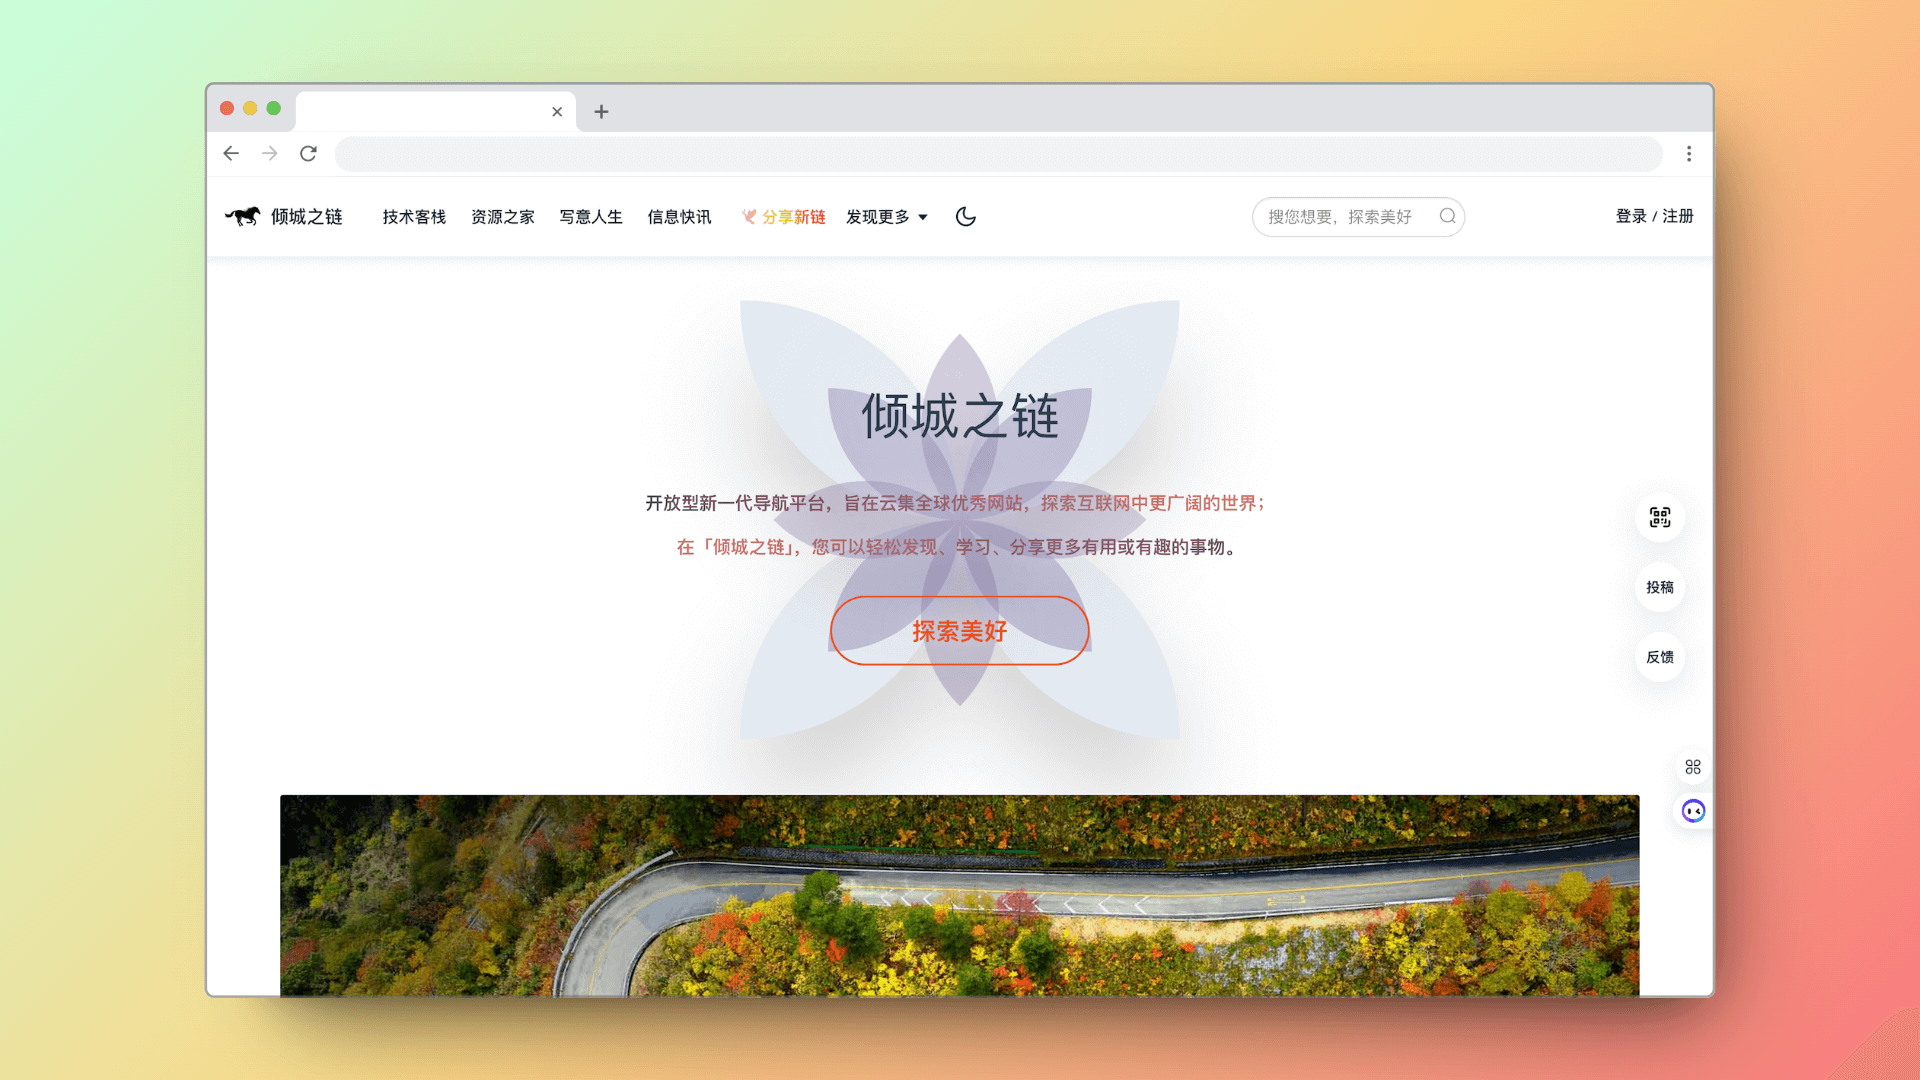 倾城之链
技术客栈
资源之家
写意人生
信息快讯
分享新链
发现更多
搜您想要，探索美好
登录 / 注册
倾城之链
开放型新一代导航平台，旨在云集全球优秀网站，探索互联网中更广阔的世界；
在「倾城之链」，您可以轻松发现、学习、分享更多有用或有趣的事物。
探索美好
投稿
反馈